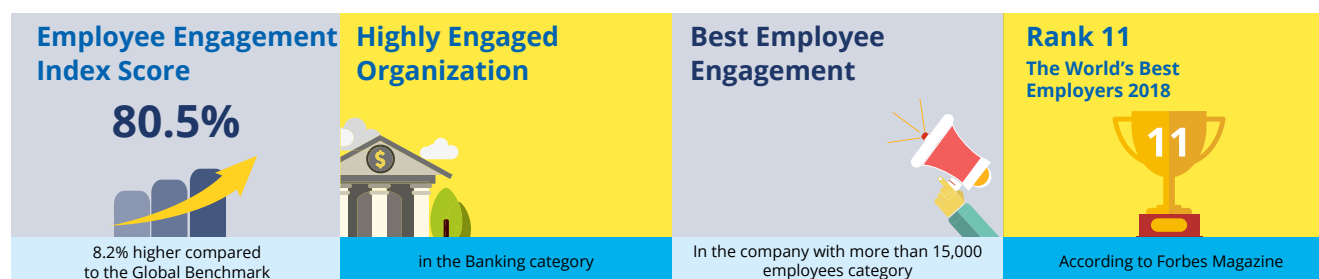 Employee Engagement
Index Score
80.5%
8.2% higher compared
to the Global Benchmark
Highly Engaged
Organization
$
in the Banking category
Best Employee
Engagement
In the company with more than 15,000
employees category
Rank 11
The World’s Best
Employers 2018
11
According to Forbes Magazine